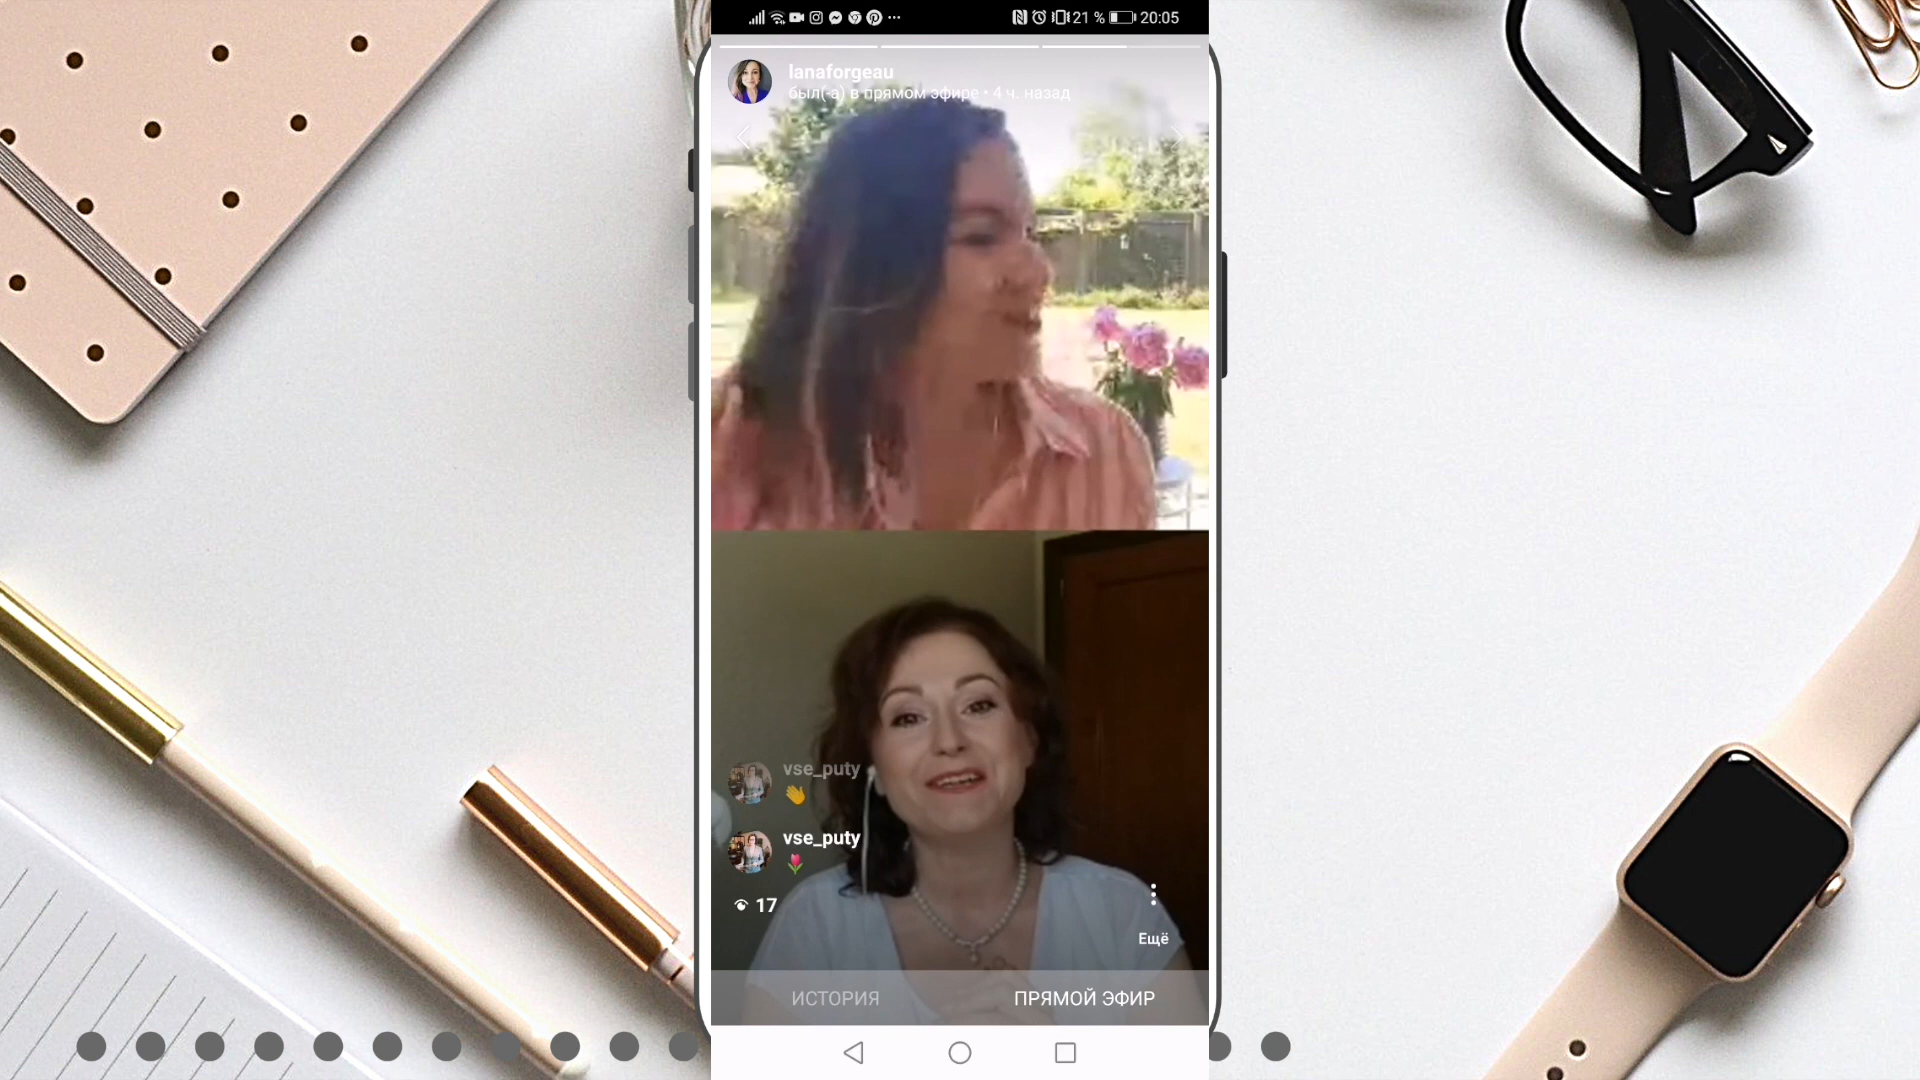 21 % 20:05
lanaforgeau
был(-а) в прямом эфире • 4 ч. назад
vse_puty
vse_puty
17
Ещё
ИСТОРИЯ
ПРЯМОЙ ЭФИР